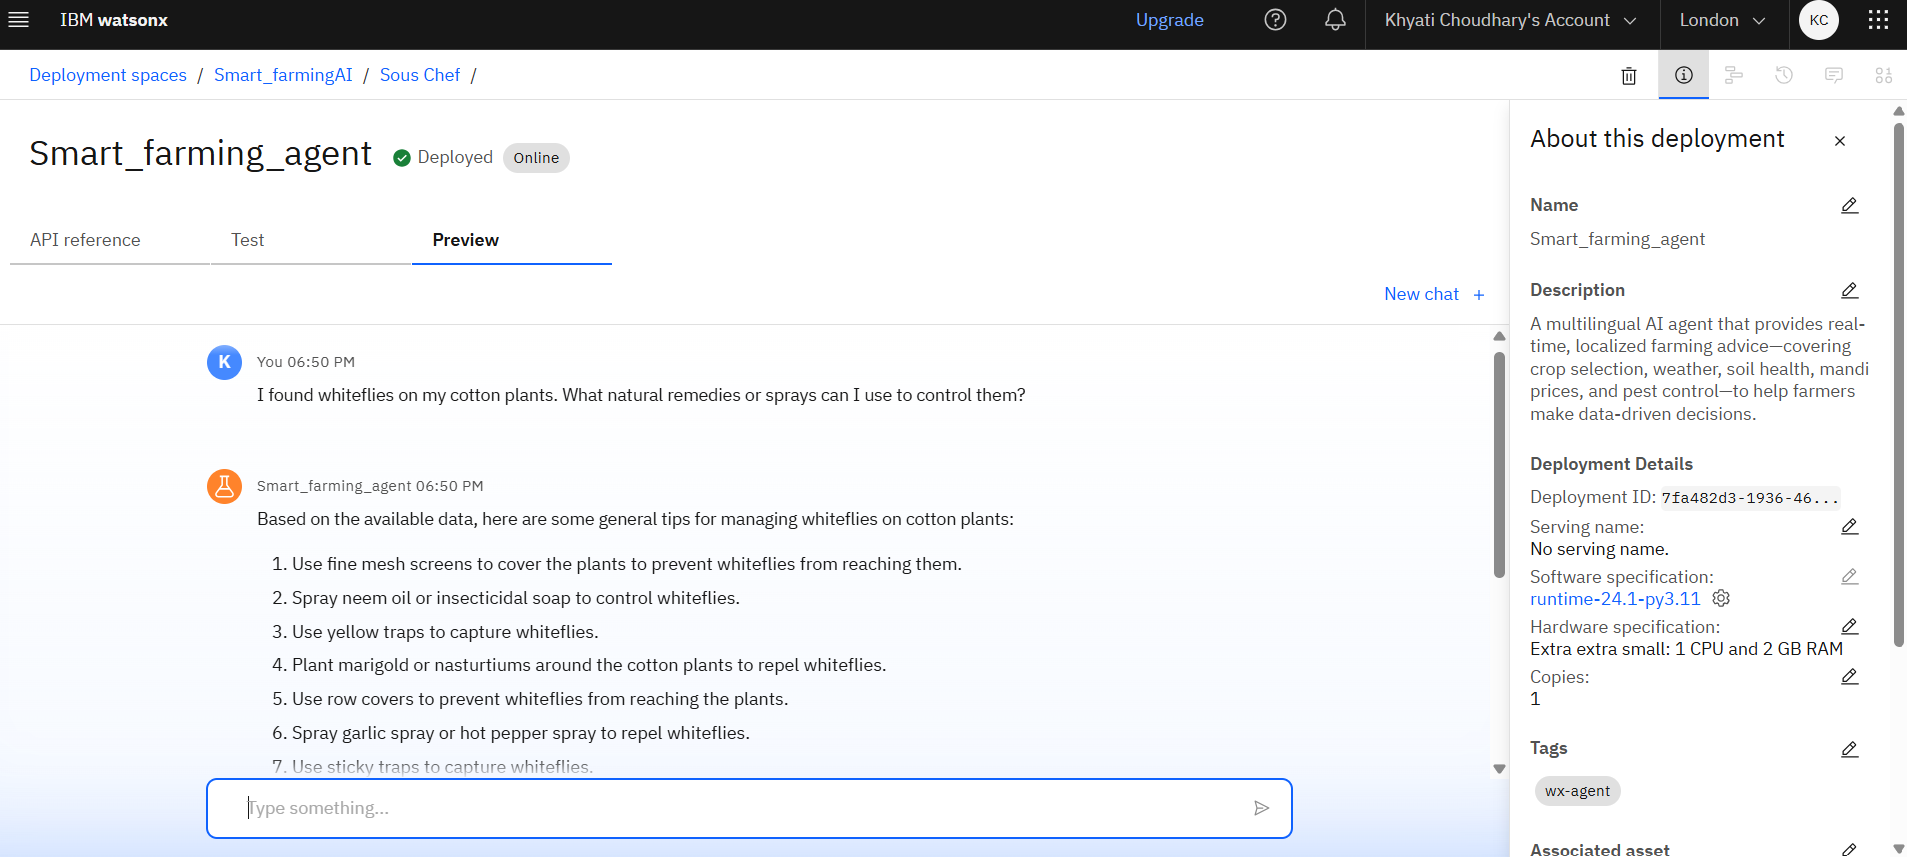 IBM watsonx
Upgrade
Khyati Choudhary's Account
London
KC
Deployment spaces / Smart_farmingAI / Sous Chef /
Smart_farming_agent
Deployed
Online
API reference
Test
Preview
New chat +
K
You 06:50 PM
I found whiteflies on my cotton plants. What natural remedies or sprays can I use to control them?
Smart_farming_agent 06:50 PM
Based on the available data, here are some general tips for managing whiteflies on cotton plants:
1. Use fine mesh screens to cover the plants to prevent whiteflies from reaching them.
2. Spray neem oil or insecticidal soap to control whiteflies.
3. Use yellow traps to capture whiteflies.
4. Plant marigold or nasturtiums around the cotton plants to repel whiteflies.
5. Use row covers to prevent whiteflies from reaching the plants.
6. Spray garlic spray or hot pepper spray to repel whiteflies.
7. Use sticky traps to capture whiteflies.
Type something...
About this deployment
Name
Smart_farming_agent
Description
A multilingual AI agent that provides real-
time, localized farming advice—covering
crop selection, weather, soil health, mandi
prices, and pest control—to help farmers
make data-driven decisions.
Deployment Details
Deployment ID: 7fa482d3-1936-46...
Serving name:
No serving name.
Software specification:
runtime-24.1-py3.11
Hardware specification:
Extra extra small: 1 CPU and 2 GB RAM
Copies:
1
Tags
wx-agent
Associated asset